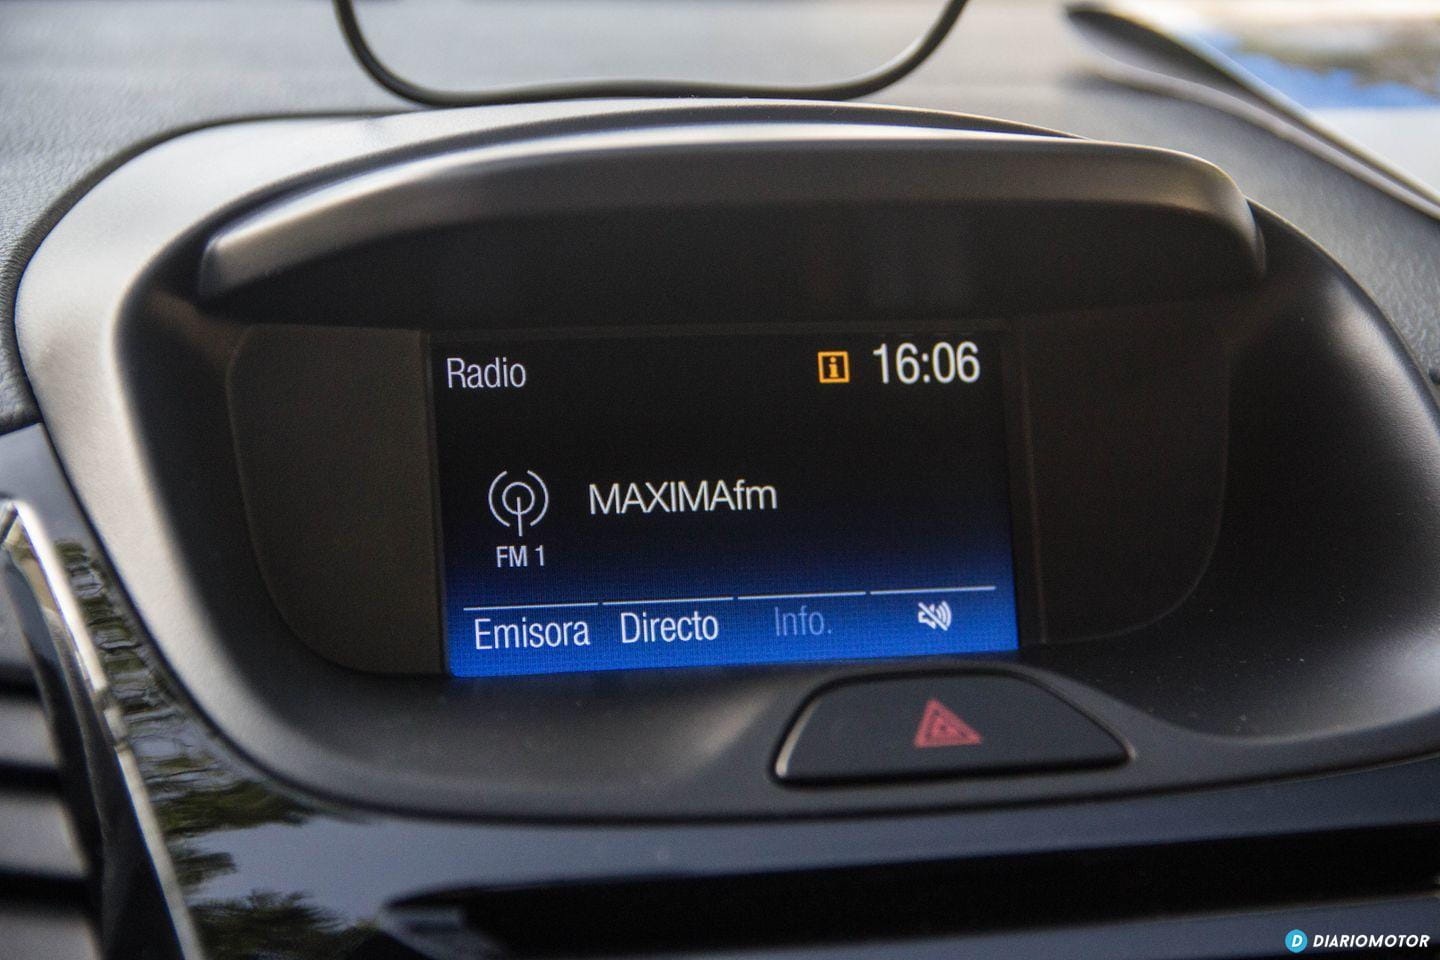 Radio
i 16:06
MAXIMAfm
FM 1
Emisora Directo Info.
D DIARIOMOTOR